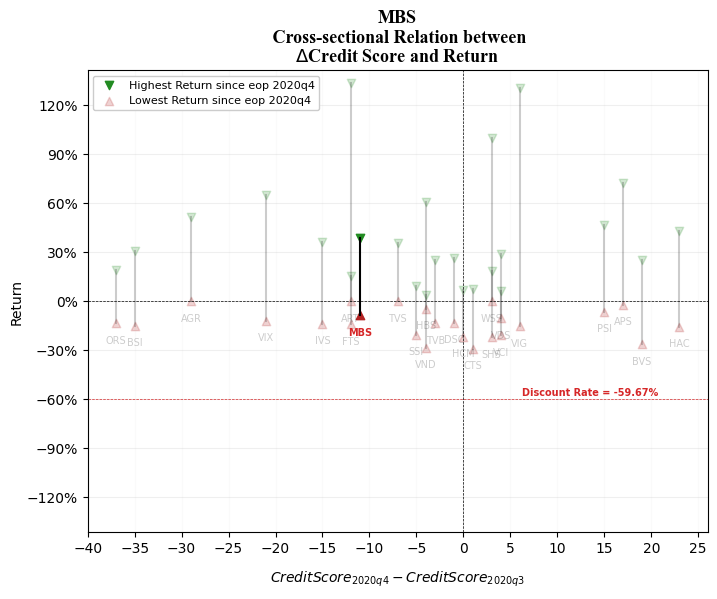 MBS
Cross-sectional Relation between
ΔCredit Score and Return
Highest Return since eop 2020q4
Lowest Return since eop 2020q4
120%
90%
60%
30%
0%
−30%
−60%
−90%
−120%
Return
AGR
TVS
ORS
BSI
VIX
IVS
FTS
MBS
HBS
TVB
SSI
VND
CTS
WSS
SHS
VCI
VIG
PSI
APS
BVS
HAC
Discount Rate = -59.67%
−40 −35 −30 −25 −20 −15 −10 −5 0 5 10 15 20 25
CreditScore2020q4 − CreditScore2020q3